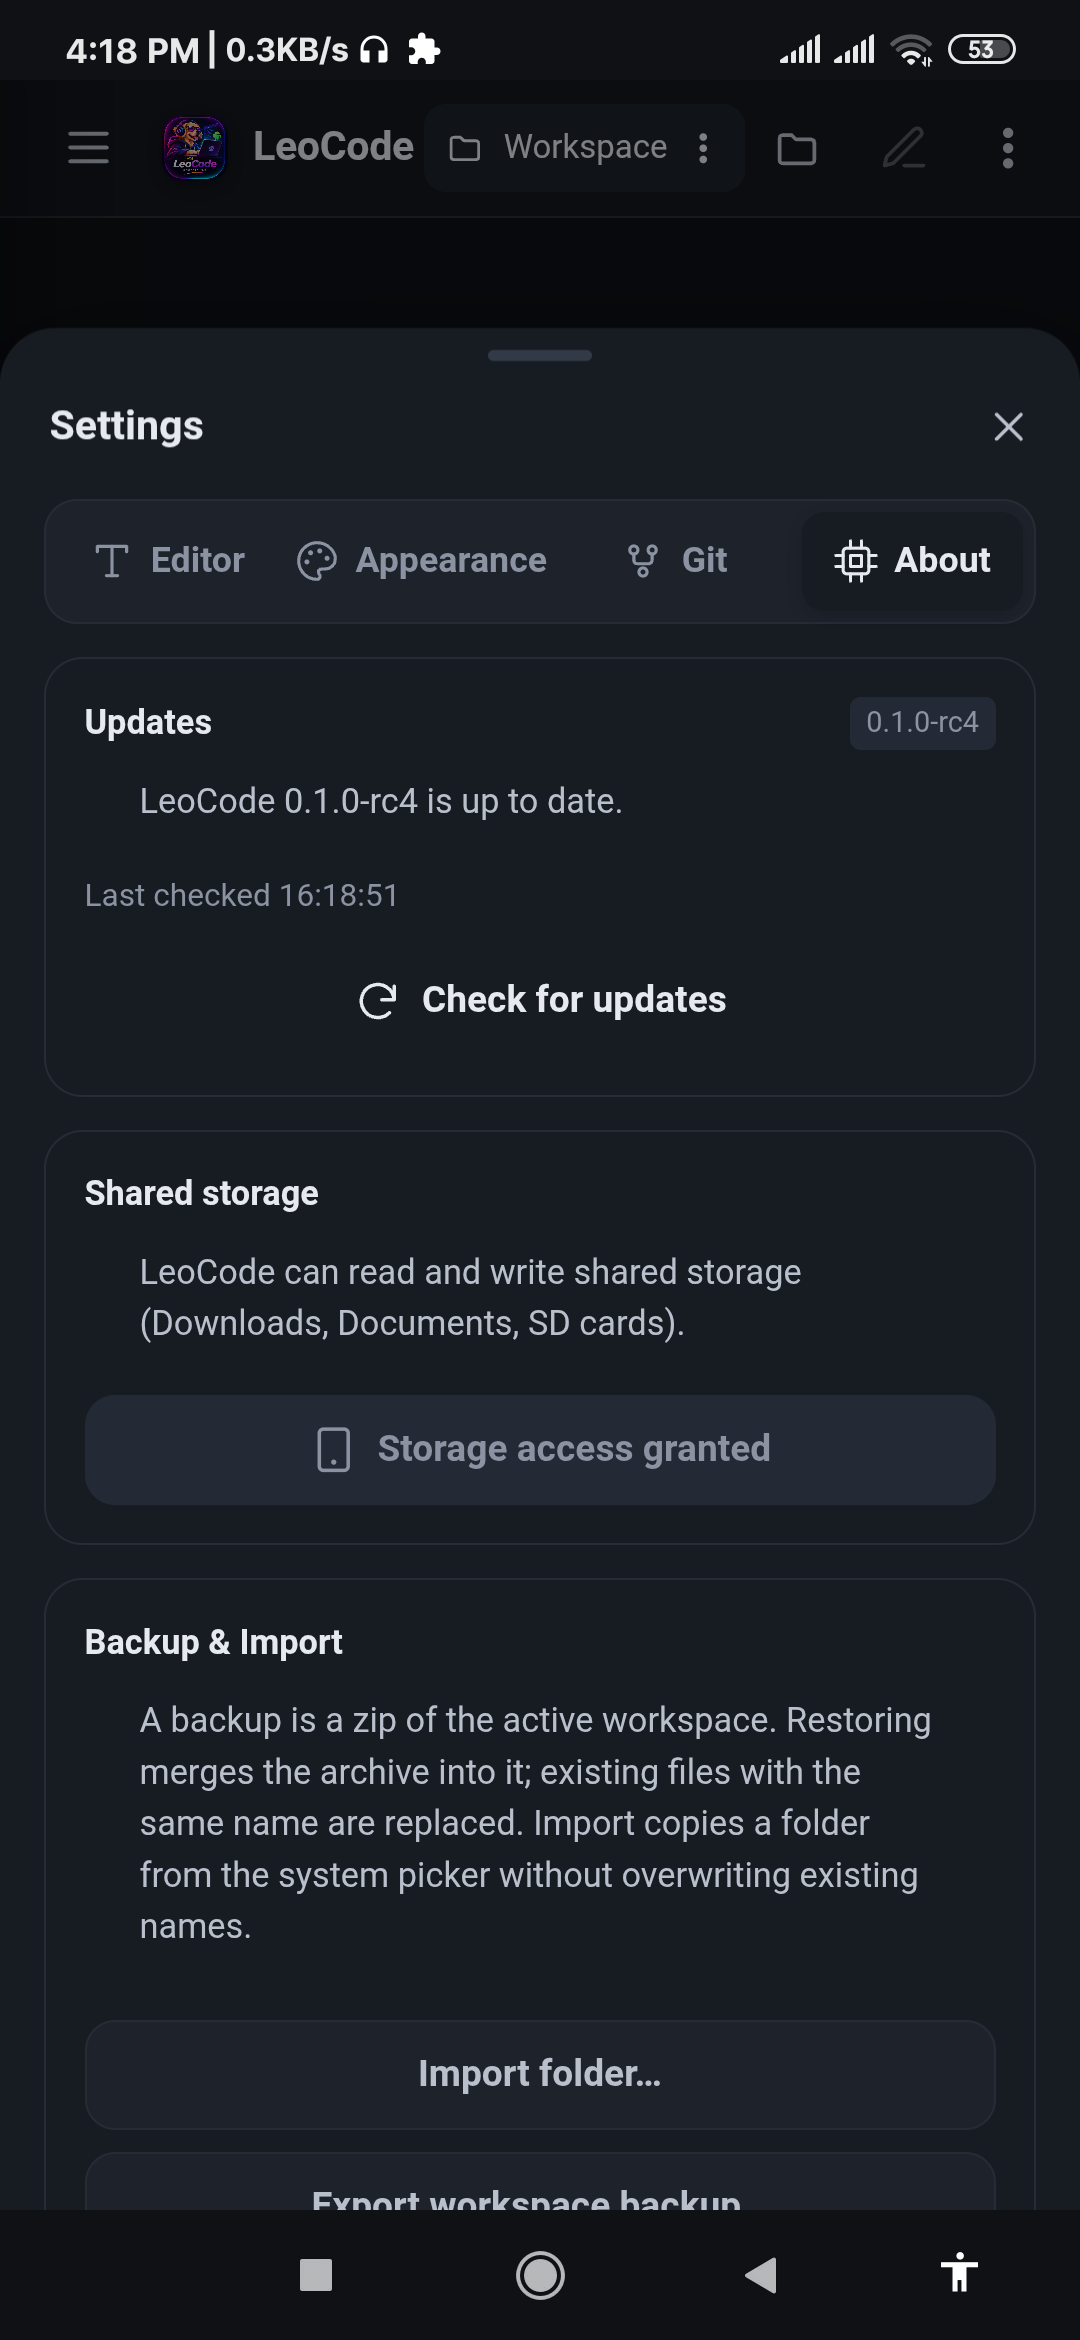 4:18 PM | 0.3KB/s
53
LeoCode
LeoCode
Workspace
Settings
Editor
Appearance
Git
About
Updates
0.1.0-rc4
LeoCode 0.1.0-rc4 is up to date.
Last checked 16:18:51
Check for updates
Shared storage
LeoCode can read and write shared storage
(Downloads, Documents, SD cards).
Storage access granted
Backup & Import
A backup is a zip of the active workspace. Restoring
merges the archive into it; existing files with the
same name are replaced. Import copies a folder
from the system picker without overwriting existing
names.
Import folder…
Export workspace backup